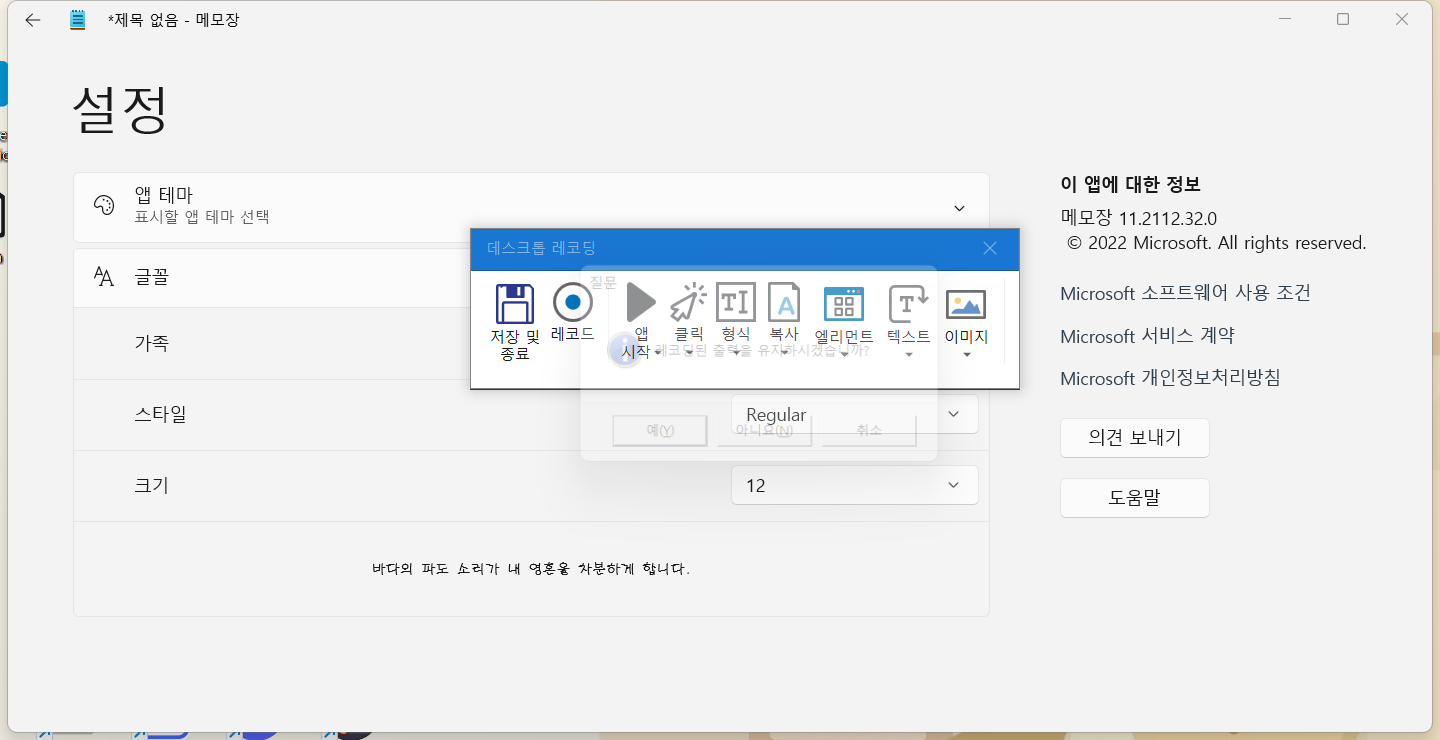 *제목 없음 - 메모장
설정
앱 테마
표시할 앱 테마 선택
글꼴
가족
스타일
Regular
크기
12
바다의 파도 소리가 내 영혼을 차분하게 합니다.
데스크톱 레코딩
저장 및
종료
레코드
앱
시작
클릭
형식
복사
엘리먼트
텍스트
이미지
질문
레코딩된 출력을 유지하시겠습니까?
예(Y)
아니요(N)
취소
이 앱에 대한 정보
메모장 11.2112.32.0
© 2022 Microsoft. All rights reserved.
Microsoft 소프트웨어 사용 조건
Microsoft 서비스 계약
Microsoft 개인정보처리방침
의견 보내기
도움말